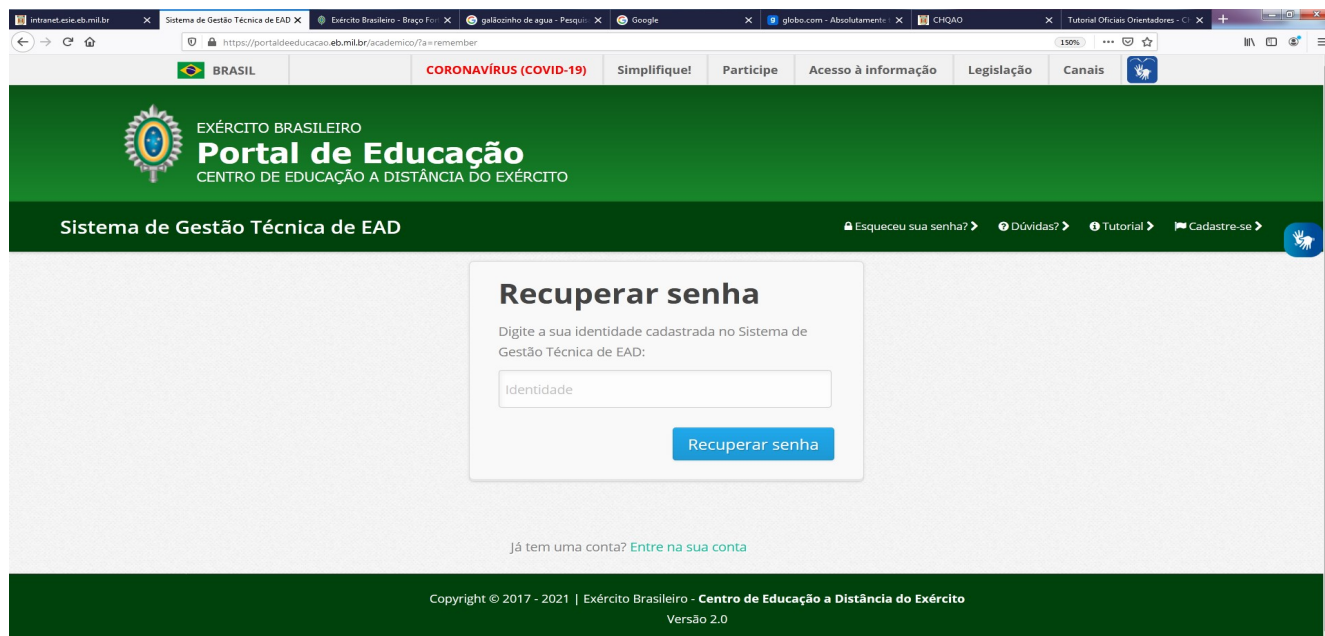 intranet.esie.eb.mil.br
Sistema de Gestão Técnica de EAD
Exército Brasileiro - Braço For
galãozinho de agua - Pesquis
Google
globo.com - Absolutamente
CHQAO
Tutorial Oficiais Orientadores - C
https://portaldeeducacao.eb.mil.br/academico/?a=remember
150%
BRASIL
CORONAVÍRUS (COVID-19)
Simplifique!
Participe
Acesso à informação
Legislação
Canais
EXÉRCITO BRASILEIRO
Portal de Educação
CENTRO DE EDUCAÇÃO A DISTÂNCIA DO EXÉRCITO
Sistema de Gestão Técnica de EAD
Esqueceu sua senha?
Dúvidas?
Tutorial
Cadastre-se
Recuperar senha
Digite a sua identidade cadastrada no Sistema de
Gestão Técnica de EAD:
Identidade
Recuperar senha
Já tem uma conta? Entre na sua conta
Copyright © 2017 - 2021 | Exército Brasileiro - Centro de Educação a Distância do Exército
Versão 2.0